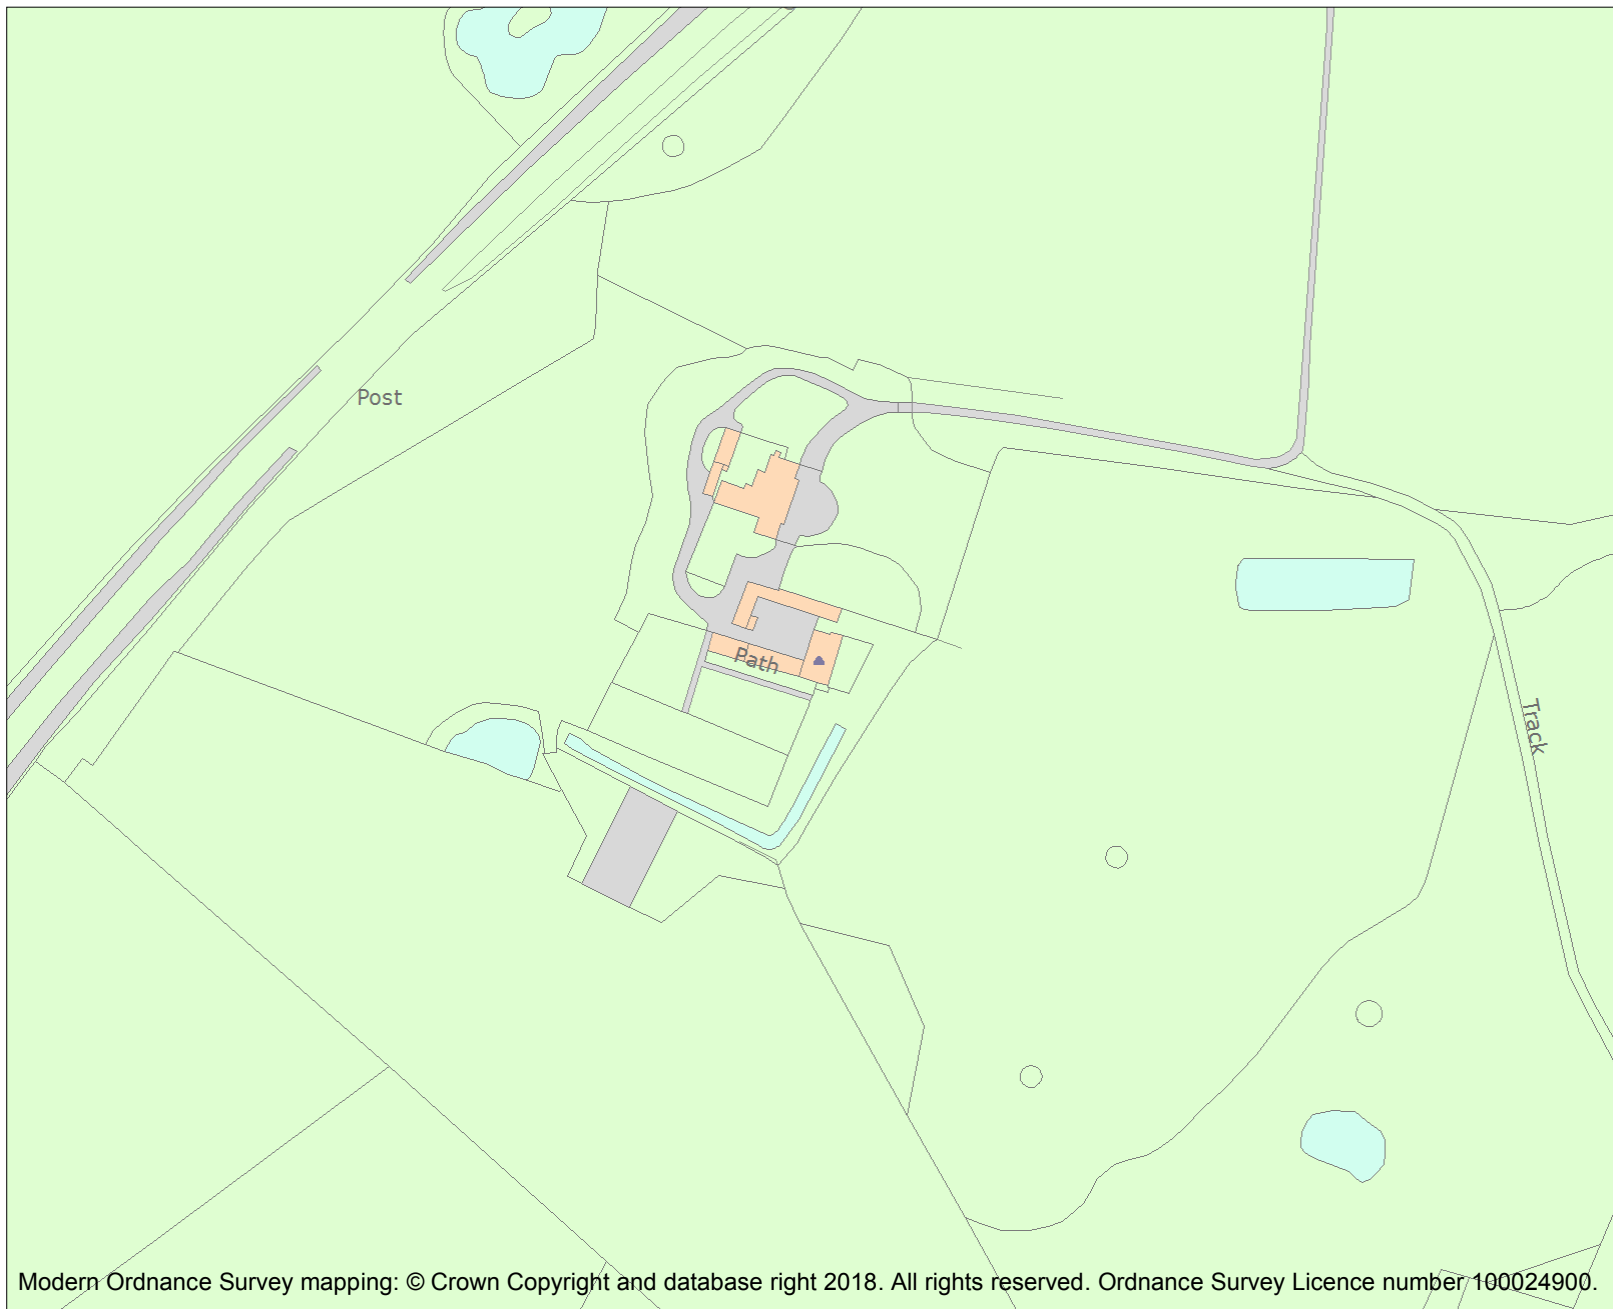 Post
Path
Track
Modern Ordnance Survey mapping: © Crown Copyright and database right 2018. All rights reserved. Ordnance Survey Licence number 100024900.